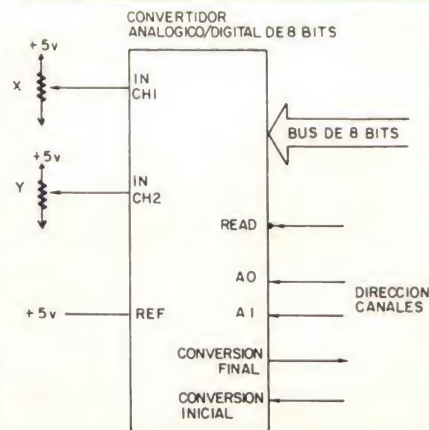 CONVERTIDOR
ANALOGICO/DIGITAL DE 8 BITS
+5v
X
IN
CH1
BUS DE 8 BITS
+5v
Y
IN
CH2
READ
A0
DIRECCION
CANALES
A1
+5v
REF
CONVERSION
FINAL
CONVERSION
INICIAL